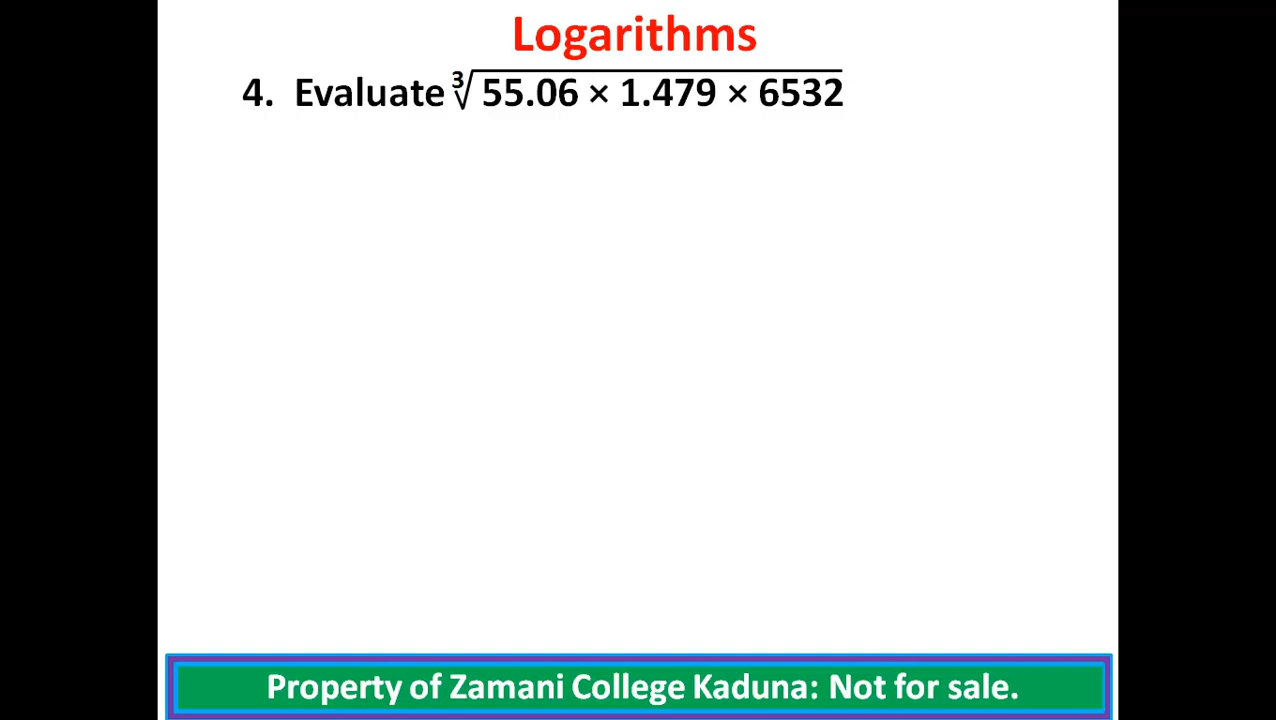 Logarithms
4. Evaluate ∛55.06 × 1.479 × 6532
Property of Zamani College Kaduna: Not for sale.